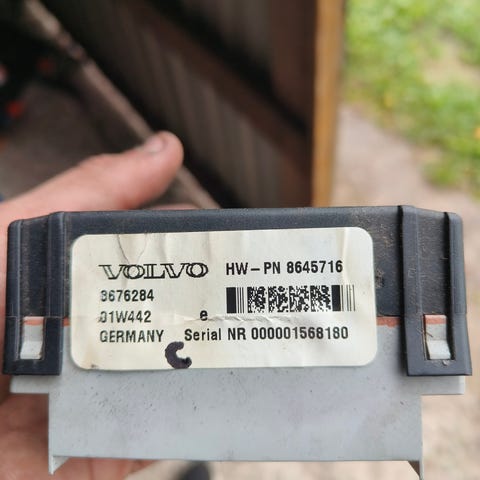 VOLVO HW-PN 8645716
8676284
01W442 e
GERMANY Serial NR 000001568180
C